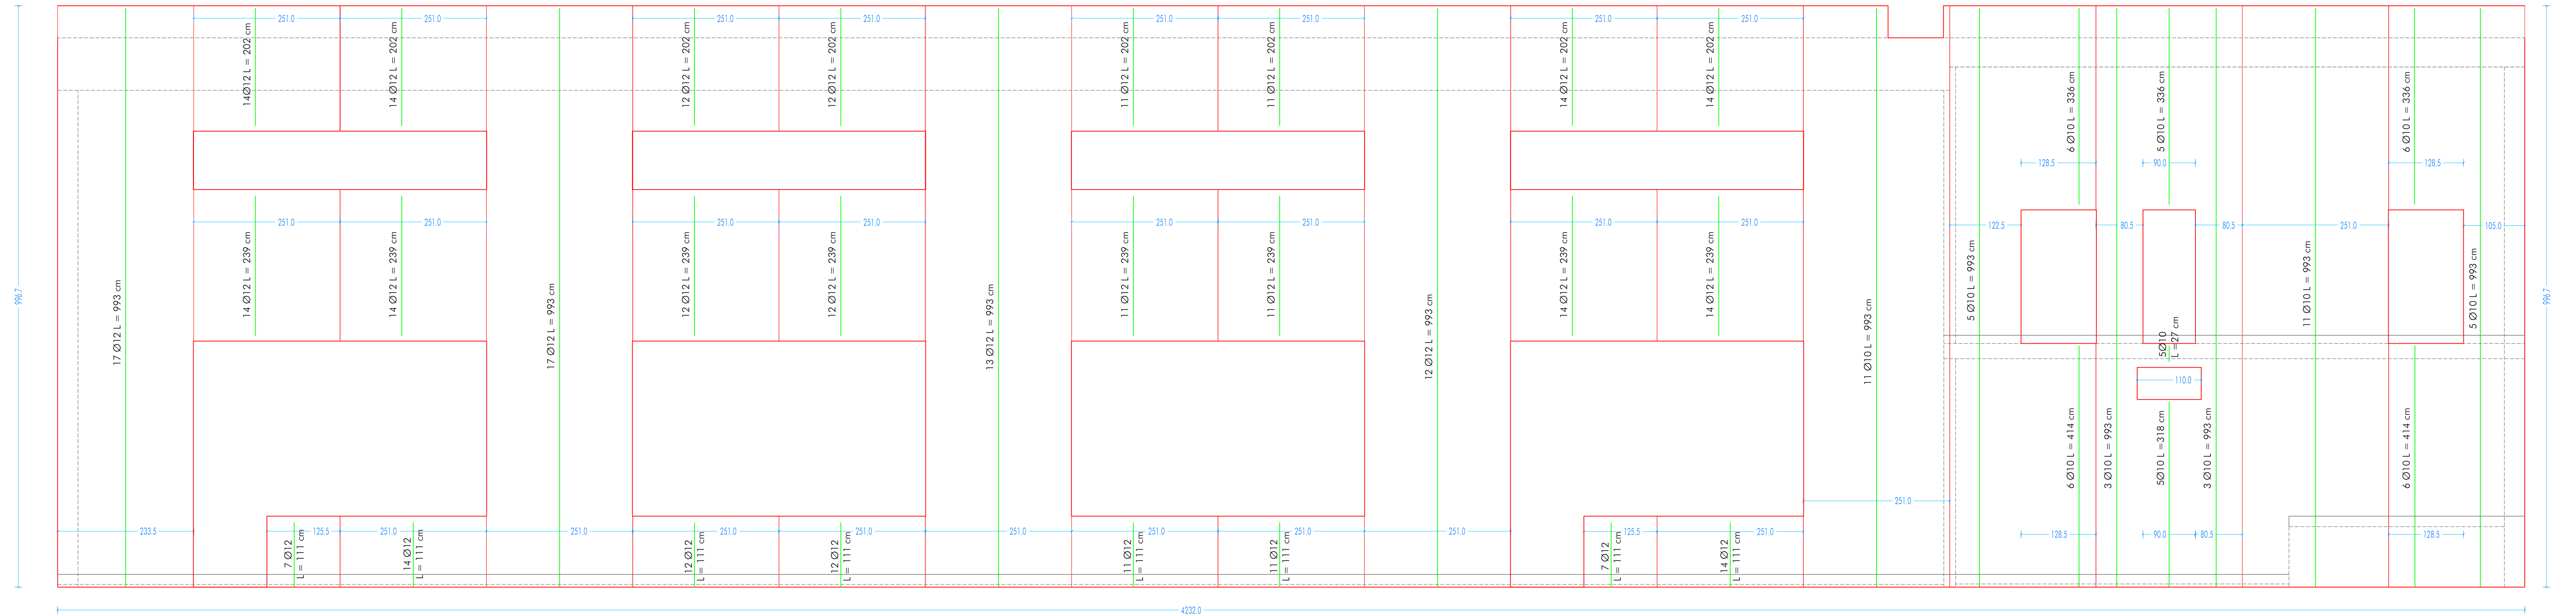 251.0 251.0 251.0 251.0 251.0 251.0 251.0 251.0
14Ø12 L = 202 cm
14 Ø12 L = 202 cm
12 Ø12 L = 202 cm
12 Ø12 L = 202 cm
11 Ø12 L = 202 cm
11 Ø12 L = 202 cm
14 Ø12 L = 202 cm
14 Ø12 L = 202 cm
6 Ø10 L = 336 cm
5 Ø10 L = 336 cm
6 Ø10 L = 336 cm
128.5 90.0 128.5
251.0 251.0 251.0 251.0 251.0 251.0 251.0 251.0
122.5 80.5 80.5 251.0 105.0
14 Ø12 L = 239 cm
14 Ø12 L = 239 cm
12 Ø12 L = 239 cm
12 Ø12 L = 239 cm
11 Ø12 L = 239 cm
11 Ø12 L = 239 cm
14 Ø12 L = 239 cm
14 Ø12 L = 239 cm
996.7
17 Ø12 L = 993 cm
17 Ø12 L = 993 cm
13 Ø12 L = 993 cm
12 Ø12 L = 993 cm
11 Ø10 L = 993 cm
5 Ø10 L = 993 cm
11 Ø10 L = 993 cm
5 Ø10 L = 993 cm
996.7
5Ø10
L =27 cm
110.0
6 Ø10 L = 414 cm
3 Ø10 L = 993 cm
5Ø10 L =318 cm
3 Ø10 L = 993 cm
6 Ø10 L = 414 cm
251.0
233.5 125.5 251.0 251.0 251.0 251.0 251.0 251.0 251.0 251.0 125.5 251.0
128.5 90.0 80.5 128.5
7 Ø12
L = 111 cm
14 Ø12
L = 111 cm
12 Ø12
L = 111 cm
12 Ø12
L = 111 cm
11 Ø12
L = 111 cm
11 Ø12
L = 111 cm
7 Ø12
L = 111 cm
14 Ø12
L = 111 cm
4232.0